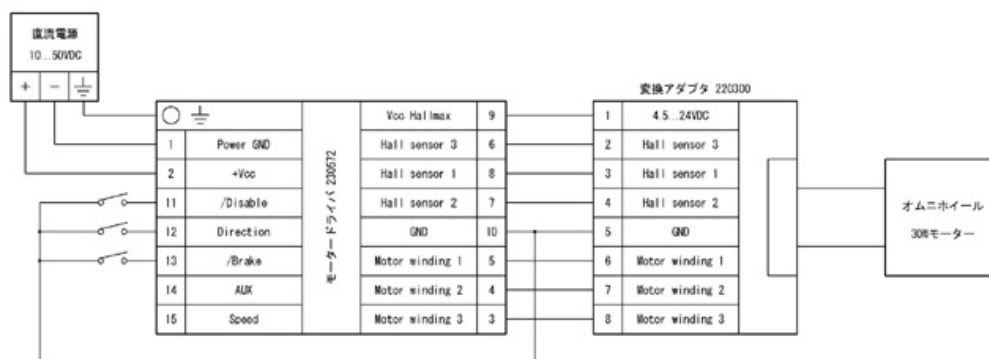 直流電源
10...50VDC
+ − 
変換アダプタ 220300
モータードライバ 230572
Vcc Hallmax 9
1 Power GND Hall sensor 3 6
2 +Vcc Hall sensor 1 8
11 /Disable Hall sensor 2 7
12 Direction GND 10
13 /Brake Motor winding 1 5
14 AUX Motor winding 2 4
15 Speed Motor winding 3 3
1 4.5...24VDC
2 Hall sensor 3
3 Hall sensor 1
4 Hall sensor 2
5 GND
6 Motor winding 1
7 Motor winding 2
8 Motor winding 3
オムニホイール
30Wモーター